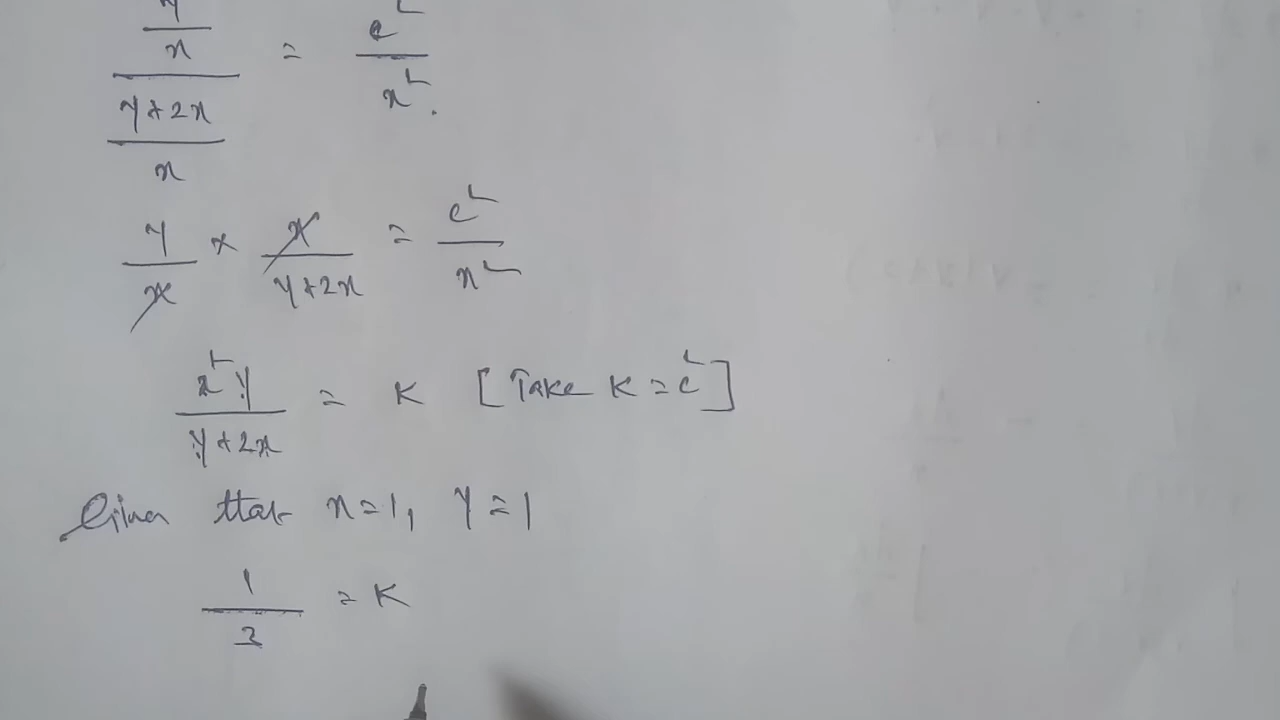 y/x / (y+2x)/x = c²/x².
y/x × x/(y+2x) = c²/x²
x²y/(y+2x) = K [Take K = c²]
Given that x=1, y=1
1/3 = K